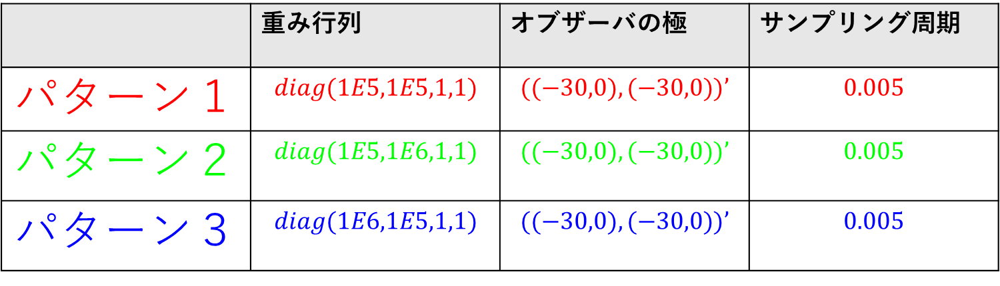 重み行列 オブザーバの極 サンプリング周期
パターン1 diag(1E5,1E5,1,1) ((−30,0),(−30,0))’ 0.005
パターン2 diag(1E5,1E6,1,1) ((−30,0),(−30,0))’ 0.005
パターン3 diag(1E6,1E5,1,1) ((−30,0),(−30,0))’ 0.005